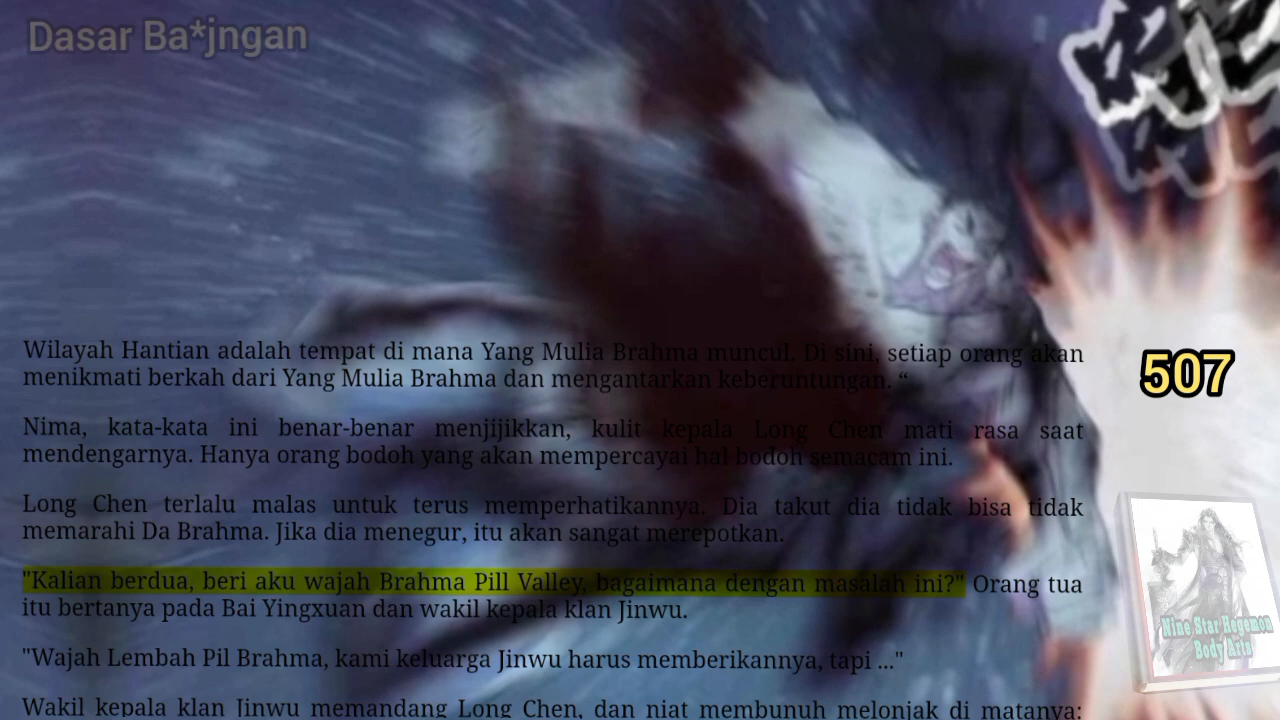 Dasar Ba*jngan
Wilayah Hantian adalah tempat di mana Yang Mulia Brahma muncul. Di sini, setiap orang akan
menikmati berkah dari Yang Mulia Brahma dan mengantarkan keberuntungan. “
Nima, kata-kata ini benar-benar menjijikkan, kulit kepala Long Chen mati rasa saat
mendengarnya. Hanya orang bodoh yang akan mempercayai hal bodoh semacam ini.
Long Chen terlalu malas untuk terus memperhatikannya. Dia takut dia tidak bisa tidak
memarahi Da Brahma. Jika dia menegur, itu akan sangat merepotkan.
"Kalian berdua, beri aku wajah Brahma Pill Valley, bagaimana dengan masalah ini?" Orang tua
itu bertanya pada Bai Yingxuan dan wakil kepala klan Jinwu.
"Wajah Lembah Pil Brahma, kami keluarga Jinwu harus memberikannya, tapi ..."
Wakil kepala klan Jinwu memandang Long Chen, dan niat membunuh melonjak di matanya:
507
Nine Star Hegemon
Body Arts